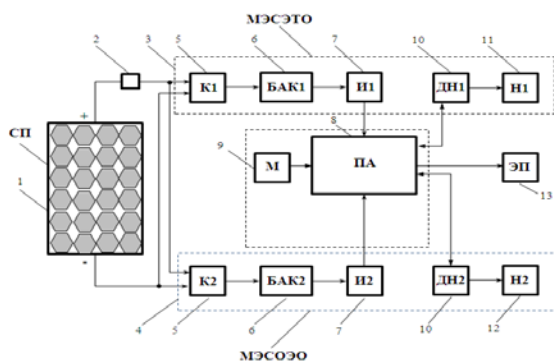 МЭСЭТО
2 3 5 6 7 10 11
К1 БАК1 И1 ДН1 Н1
+
СП
8
9
1
М ПА ЭП
13
-
К2 БАК2 И2 ДН2 Н2
4 5 6 7 10 12
МЭСОЭО